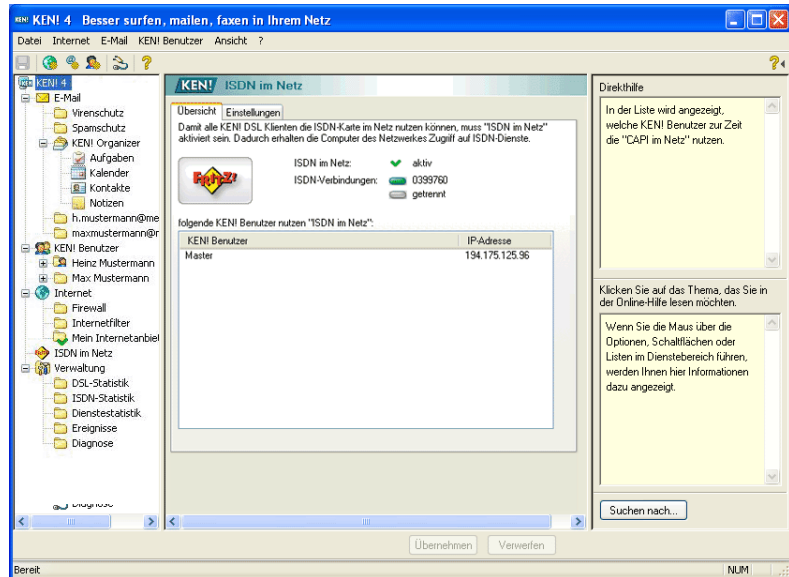 KEN! KEN! 4 Besser surfen, mailen, faxen in Ihrem Netz
Datei Internet E-Mail KEN! Benutzer Ansicht ?
KEN! 4
E-Mail
Virenschutz
Spamschutz
KEN! Organizer
Aufgaben
Kalender
Kontakte
Notizen
h.mustermann@me
maxmustermann@r
KEN! Benutzer
Heinz Mustermann
Max Mustermann
Internet
Firewall
Internetfilter
Mein Internetanbiel
ISDN im Netz
Verwaltung
DSL-Statistik
ISDN-Statistik
Dienstestatistik
Ereignisse
Diagnose
Diagnose
KEN! ISDN im Netz
Übersicht Einstellungen
Damit alle KEN! DSL Klienten die ISDN-Karte im Netz nutzen können, muss "ISDN im Netz"
aktiviert sein. Dadurch erhalten die Computer des Netzwerkes Zugriff auf ISDN-Dienste.
FRITZ!
ISDN im Netz: aktiv
ISDN-Verbindungen: 0399760
getrennt
folgende KEN! Benutzer nutzen "ISDN im Netz":
KEN! Benutzer IP-Adresse
Master 194.175.125.96
Übernehmen Verwerfen
Direkthilfe
In der Liste wird angezeigt,
welche KEN! Benutzer zur Zeit
die "CAPI im Netz" nutzen.
Klicken Sie auf das Thema, das Sie in
der Online-Hilfe lesen möchten.
Wenn Sie die Maus über die
Optionen, Schaltflächen oder
Listen im Dienstebereich führen,
werden Ihnen hier Informationen
dazu angezeigt.
Suchen nach...
Bereit NUM